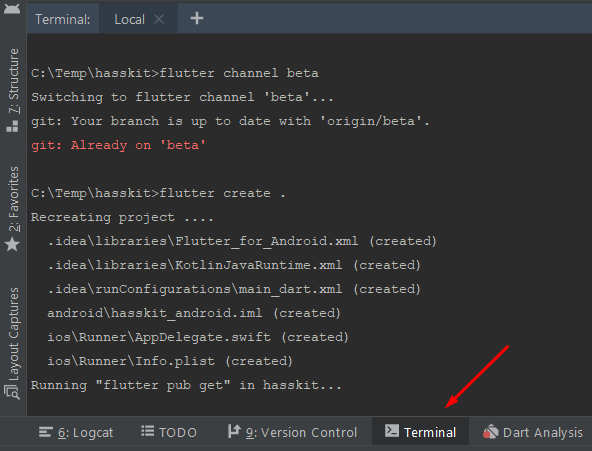 Terminal: Local
C:\Temp\hasskit>flutter channel beta
Switching to flutter channel 'beta'...
git: Your branch is up to date with 'origin/beta'.
git: Already on 'beta'
C:\Temp\hasskit>flutter create .
Recreating project ....
.idea\libraries\Flutter_for_Android.xml (created)
.idea\libraries\KotlinJavaRuntime.xml (created)
.idea\runConfigurations\main_dart.xml (created)
android\hasskit_android.iml (created)
ios\Runner\AppDelegate.swift (created)
ios\Runner\Info.plist (created)
Running "flutter pub get" in hasskit...
7: Structure
2: Favorites
Layout Captures
6: Logcat TODO 9: Version Control Terminal Dart Analysis